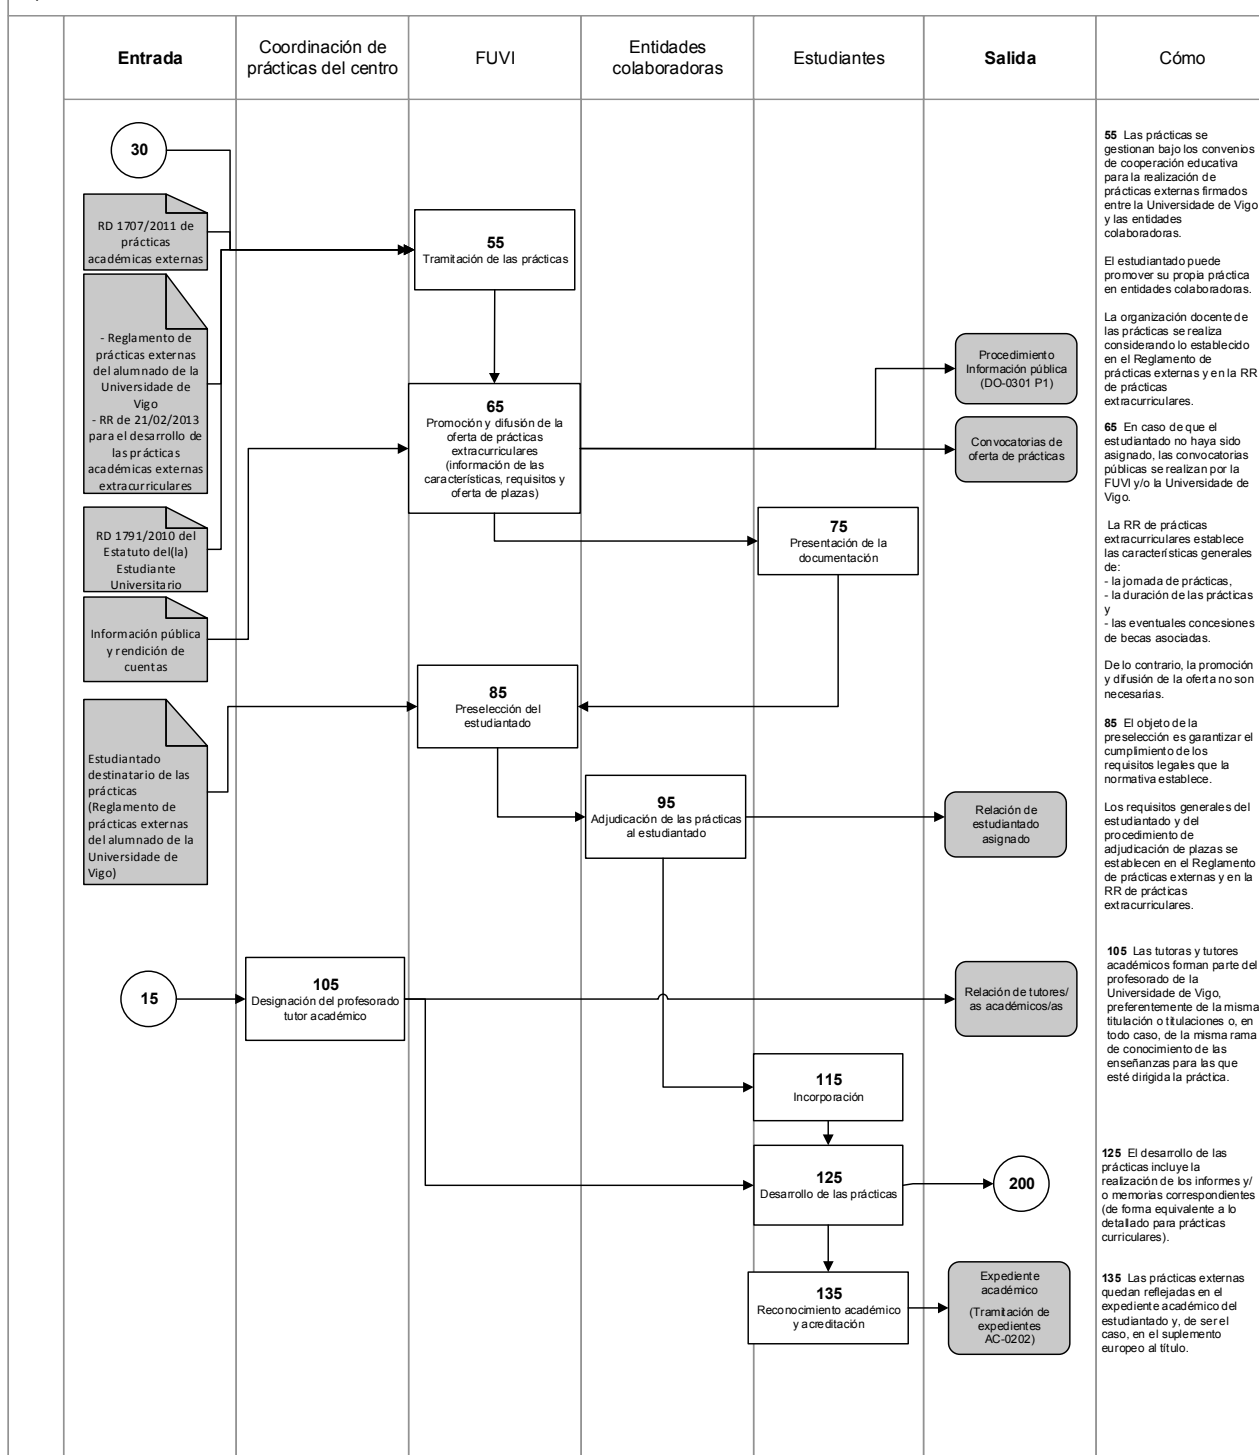 Entrada
Coordinación de
prácticas del centro
FUVI
Entidades
colaboradoras
Estudiantes
Salida
Cómo
30
RD 1707/2011 de
prácticas
académicas externas
- Reglamento de
prácticas externas
del alumnado de la
Universidade de
Vigo
- RR de 21/02/2013
para el desarrollo de
las prácticas
académicas externas
extracurriculares
RD 1791/2010 del
Estatuto del(la)
Estudiante
Universitario
Información pública
y rendición de
cuentas
Estudiantado
destinatario de las
prácticas
(Reglamento de
prácticas externas
del alumnado de la
Universidade de
Vigo)
15
105
Designación del profesorado
tutor académico
55
Tramitación de las prácticas
65
Promoción y difusión de la
oferta de prácticas
extracurriculares
(información de las
características, requisitos y
oferta de plazas)
85
Preselección del
estudiantado
95
Adjudicación de las prácticas
al estudiantado
75
Presentación de la
documentación
115
Incorporación
125
Desarrollo de las prácticas
135
Reconocimiento académico
y acreditación
Procedimiento
Información pública
(DO-0301 P1)
Convocatorias de
oferta de prácticas
Relación de
estudiantado
asignado
Relación de tutores/
as académicos/as
200
Expediente
académico
(Tramitación de
expedientes
AC-0202)
55 Las prácticas se
gestionan bajo los convenios
de cooperación educativa
para la realización de
prácticas externas firmados
entre la Universidade de Vigo
y las entidades
colaboradoras.
El estudiantado puede
promover su propia práctica
en entidades colaboradoras.
La organización docente de
las prácticas se realiza
considerando lo establecido
en el Reglamento de
prácticas externas y en la RR
de prácticas
extracurriculares.
65 En caso de que el
estudiantado no haya sido
asignado, las convocatorias
públicas se realizan por la
FUVI y/o la Universidade de
Vigo.
La RR de prácticas
extracurriculares establece
las características generales
de:
- la jornada de prácticas,
- la duración de las prácticas
y
- las eventuales concesiones
de becas asociadas.
De lo contrario, la promoción
y difusión de la oferta no son
necesarias.
85 El objeto de la
preselección es garantizar el
cumplimiento de los
requisitos legales que la
normativa establece.
Los requisitos generales del
estudiantado y del
procedimiento de
adjudicación de plazas se
establecen en el Reglamento
de prácticas externas y en la
RR de prácticas
extracurriculares.
105 Las tutoras y tutores
académicos forman parte del
profesorado de la
Universidade de Vigo,
preferentemente de la misma
titulación o titulaciones o, en
todo caso, de la misma rama
de conocimiento de las
enseñanzas para las que
esté dirigida la práctica.
125 El desarrollo de las
prácticas incluye la
realización de los informes y/
o memorias correspondientes
(de forma equivalente a lo
detallado para prácticas
curriculares).
135 Las prácticas externas
quedan reflejadas en el
expediente académico del
estudiantado y, de ser el
caso, en el suplemento
europeo al título.